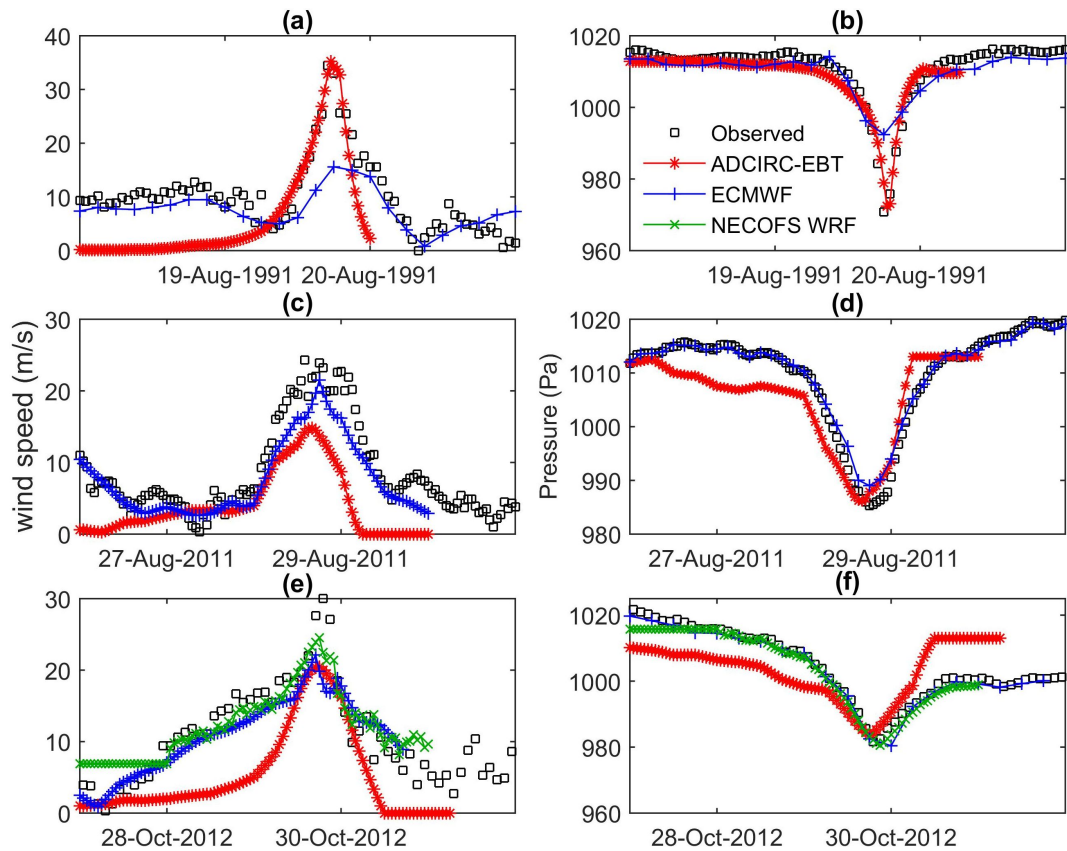 (a)
40
30
20
10
0
19-Aug-1991
20-Aug-1991
(b)
1020
1000
980
960
Observed
ADCIRC-EBT
ECMWF
NECOFS WRF
19-Aug-1991
20-Aug-1991
wind speed (m/s)
(c)
30
20
10
0
27-Aug-2011
29-Aug-2011
Pressure (Pa)
(d)
1020
1010
1000
990
980
27-Aug-2011
29-Aug-2011
(e)
30
20
10
0
28-Oct-2012
30-Oct-2012
(f)
1020
1000
980
960
28-Oct-2012
30-Oct-2012